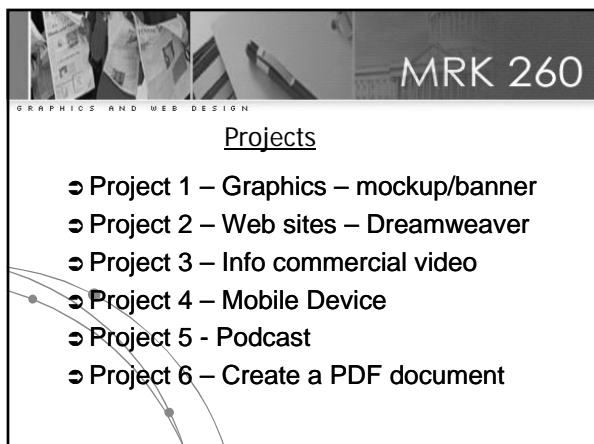 MRK 260
GRAPHICS AND WEB DESIGN
Projects
➲ Project 1 – Graphics – mockup/banner
➲ Project 2 – Web sites – Dreamweaver
➲ Project 3 – Info commercial video
➲ Project 4 – Mobile Device
➲ Project 5 - Podcast
➲ Project 6 – Create a PDF document